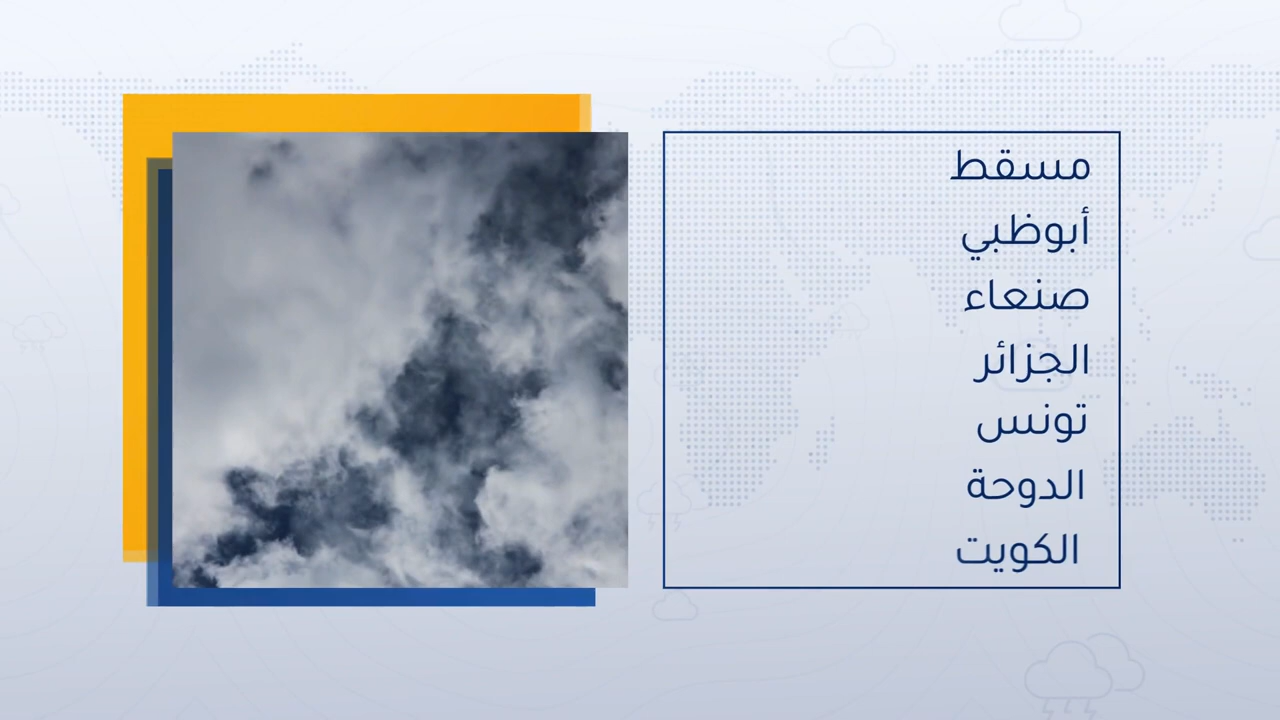 مسقط
أبوظبي
صنعاء
الجزائر
تونس
الدوحة
الكويت